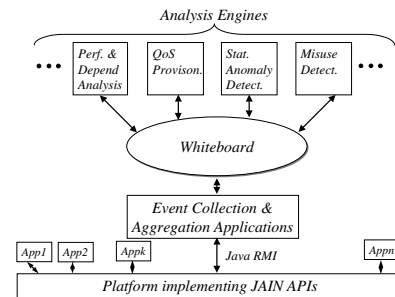 Analysis Engines
Perf. &
Depend
Analysis
QoS
Provison.
Stat.
Anomaly
Detect.
Misuse
Detect.
Whiteboard
Event Collection &
Aggregation Applications
App1
App2
Appk
Java RMI
Appn
Platform implementing JAIN APIs